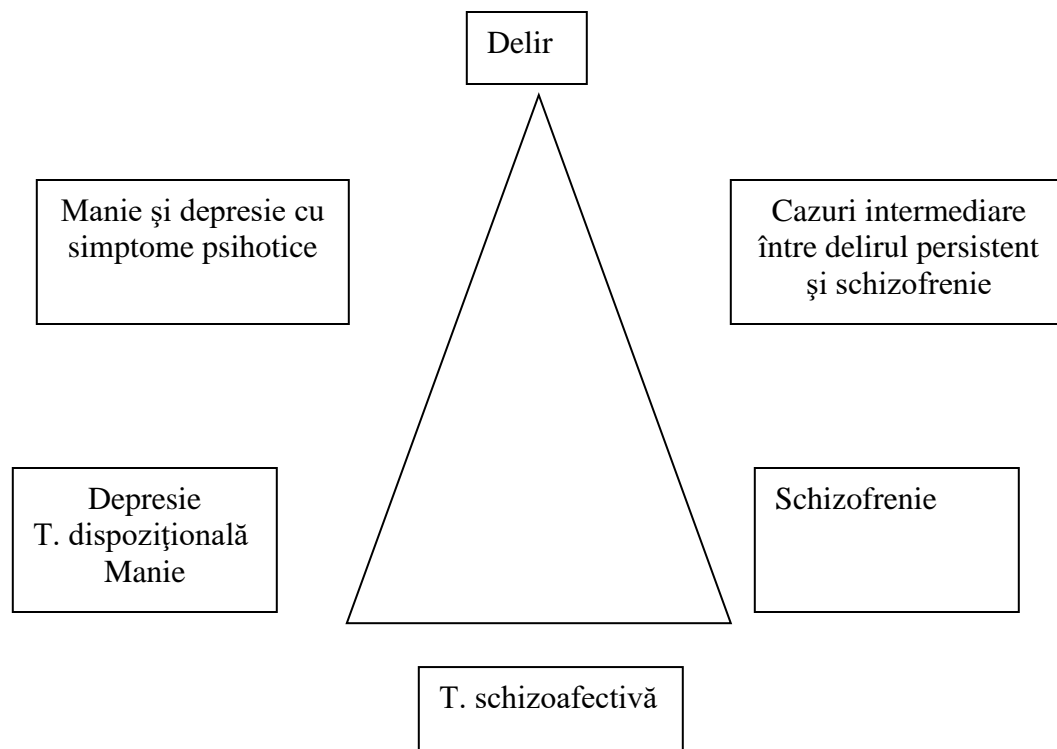 Delir
Manie şi depresie cu
simptome psihotice
Cazuri intermediare
între delirul persistent
şi schizofrenie
Depresie
T. dispoziţională
Manie
Schizofrenie
T. schizoafectivă